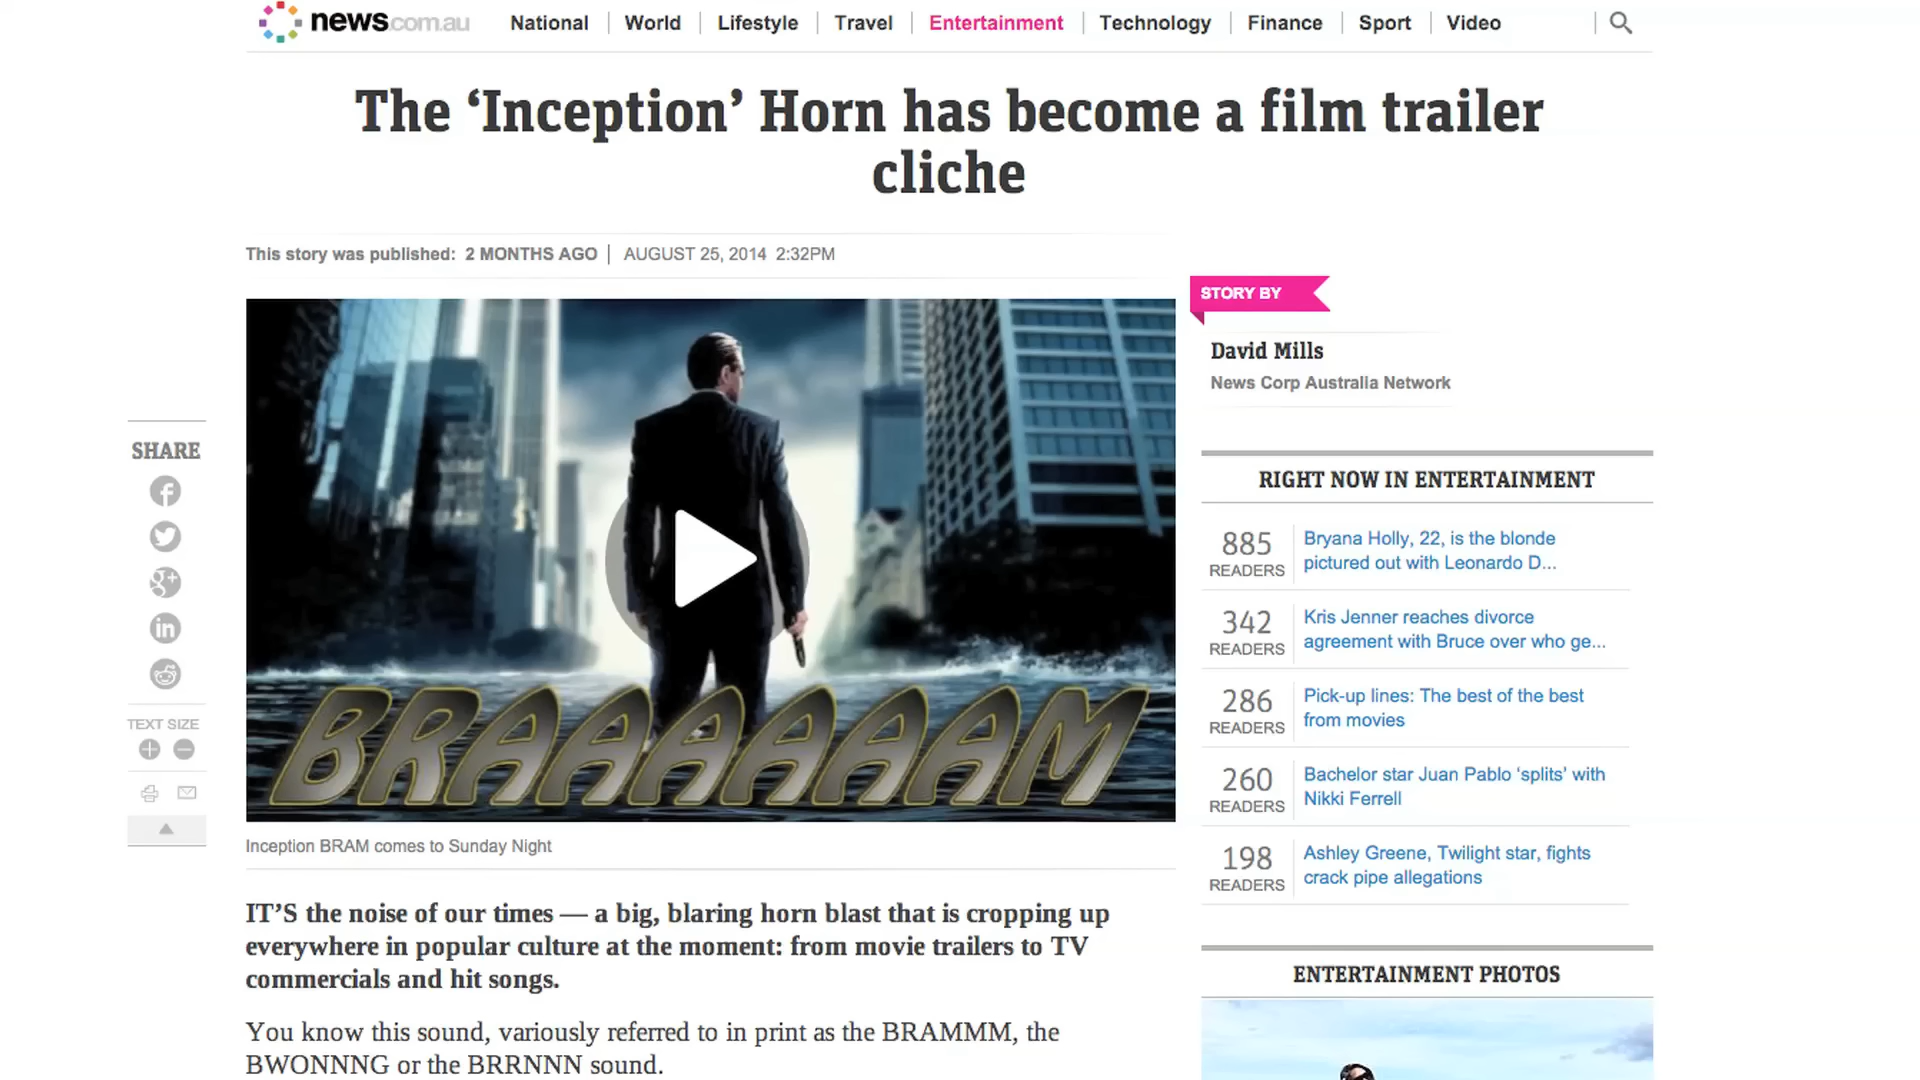 news.com.au
National
World
Lifestyle
Travel
Entertainment
Technology
Finance
Sport
Video
The ‘Inception’ Horn has become a film trailer
cliche
This story was published: 2 MONTHS AGO | AUGUST 25, 2014 2:32PM
SHARE
TEXT SIZE
BRAAAAAAAM
Inception BRAM comes to Sunday Night
IT’S the noise of our times — a big, blaring horn blast that is cropping up
everywhere in popular culture at the moment: from movie trailers to TV
commercials and hit songs.
You know this sound, variously referred to in print as the BRAMMM, the
BWONNNG or the BRRNNN sound.
STORY BY
David Mills
News Corp Australia Network
RIGHT NOW IN ENTERTAINMENT
885
READERS
Bryana Holly, 22, is the blonde
pictured out with Leonardo D...
342
READERS
Kris Jenner reaches divorce
agreement with Bruce over who ge...
286
READERS
Pick-up lines: The best of the best
from movies
260
READERS
Bachelor star Juan Pablo ‘splits’ with
Nikki Ferrell
198
READERS
Ashley Greene, Twilight star, fights
crack pipe allegations
ENTERTAINMENT PHOTOS